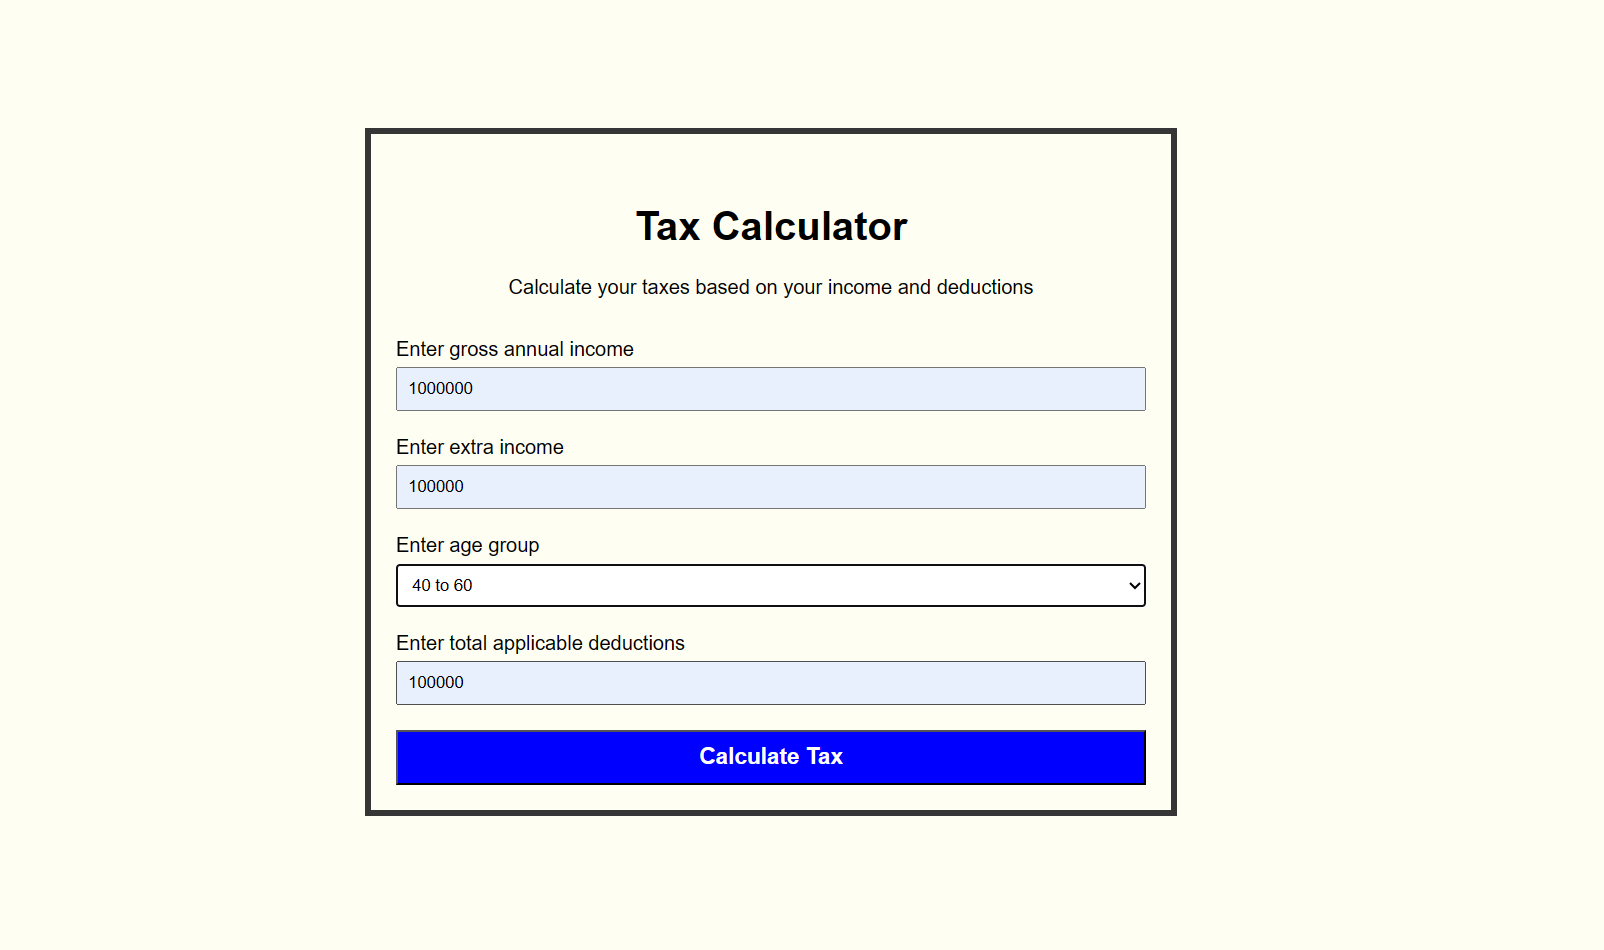 Tax Calculator
Calculate your taxes based on your income and deductions
Enter gross annual income
1000000
Enter extra income
100000
Enter age group
40 to 60
Enter total applicable deductions
100000
Calculate Tax